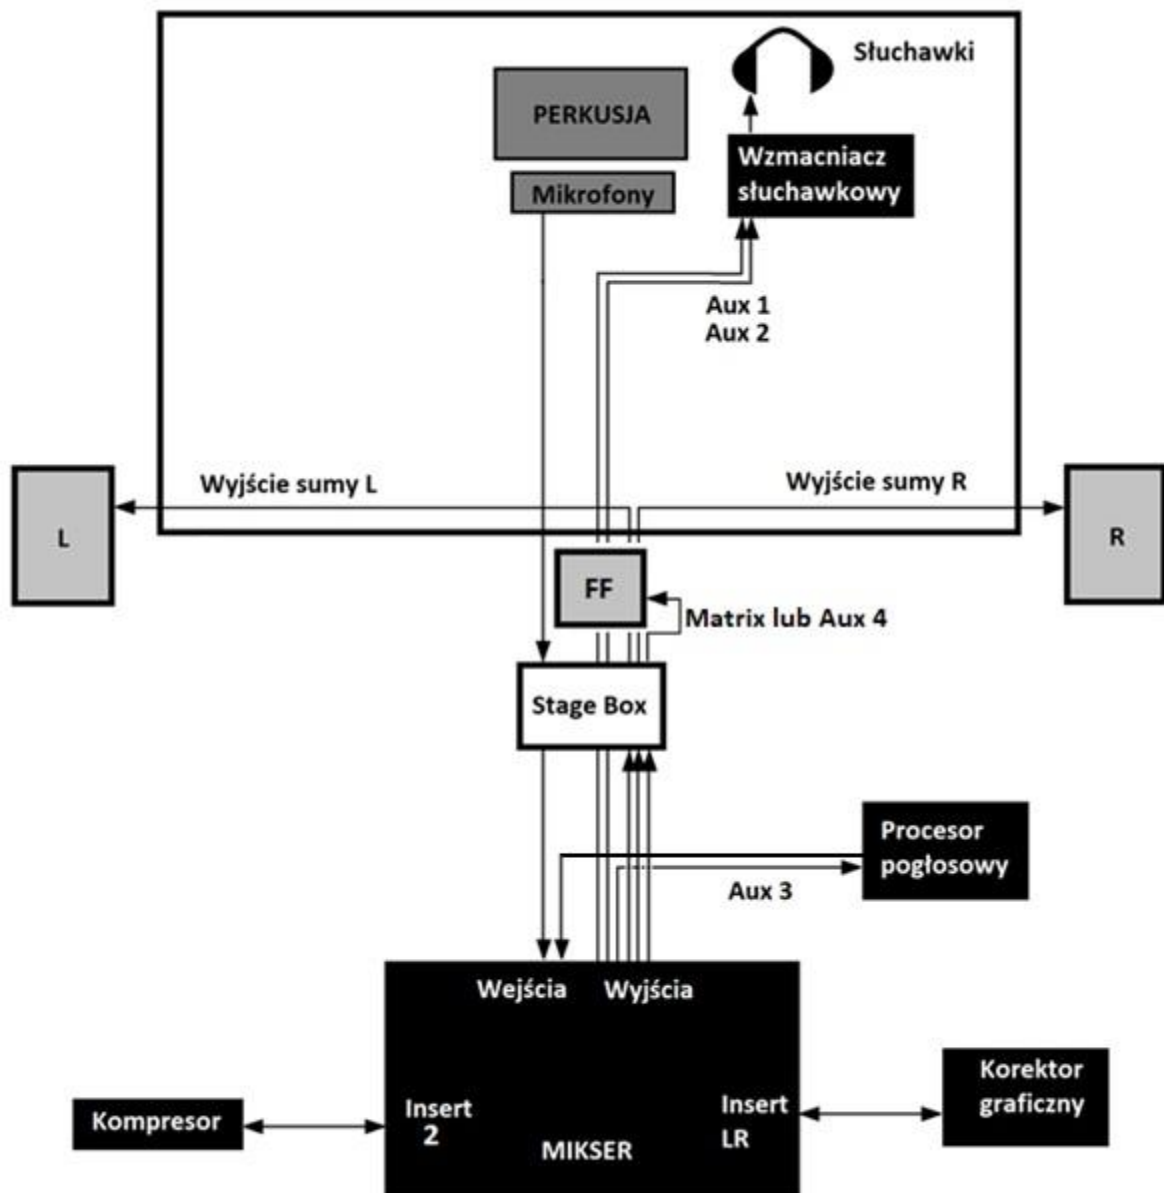 Słuchawki
PERKUSJA
Wzmacniacz
słuchawkowy
Mikrofony
Aux 1
Aux 2
Wyjście sumy L
Wyjście sumy R
L
R
FF
Matrix lub Aux 4
Stage Box
Procesor
pogłosowy
Aux 3
Wejścia
Wyjścia
Korektor
graficzny
Kompresor
Insert
2
Insert
LR
MIKSER